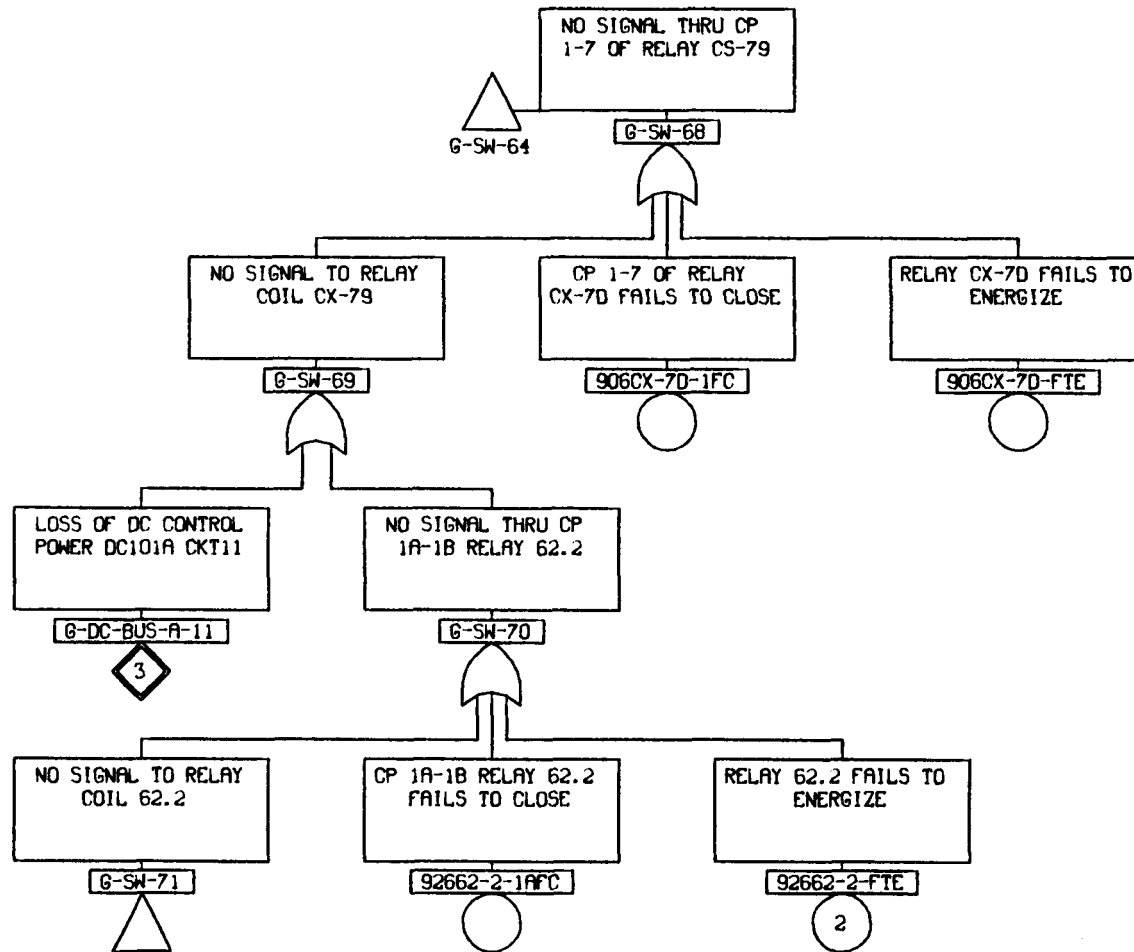 NO SIGNAL THRU CP
1-7 OF RELAY CS-79
G-SW-64
G-SW-68
NO SIGNAL TO RELAY
COIL CX-79
CP 1-7 OF RELAY
CX-7D FAILS TO CLOSE
RELAY CX-7D FAILS TO
ENERGIZE
G-SW-69
906CX-7D-1FC
906CX-7D-FTE
LOSS OF DC CONTROL
POWER DC101A CKT11
NO SIGNAL THRU CP
1A-1B RELAY 62.2
G-DC-BUS-A-11
3
G-SW-70
NO SIGNAL TO RELAY
COIL 62.2
CP 1A-1B RELAY 62.2
FAILS TO CLOSE
RELAY 62.2 FAILS TO
ENERGIZE
G-SW-71
92662-2-1AFC
92662-2-FTE
2